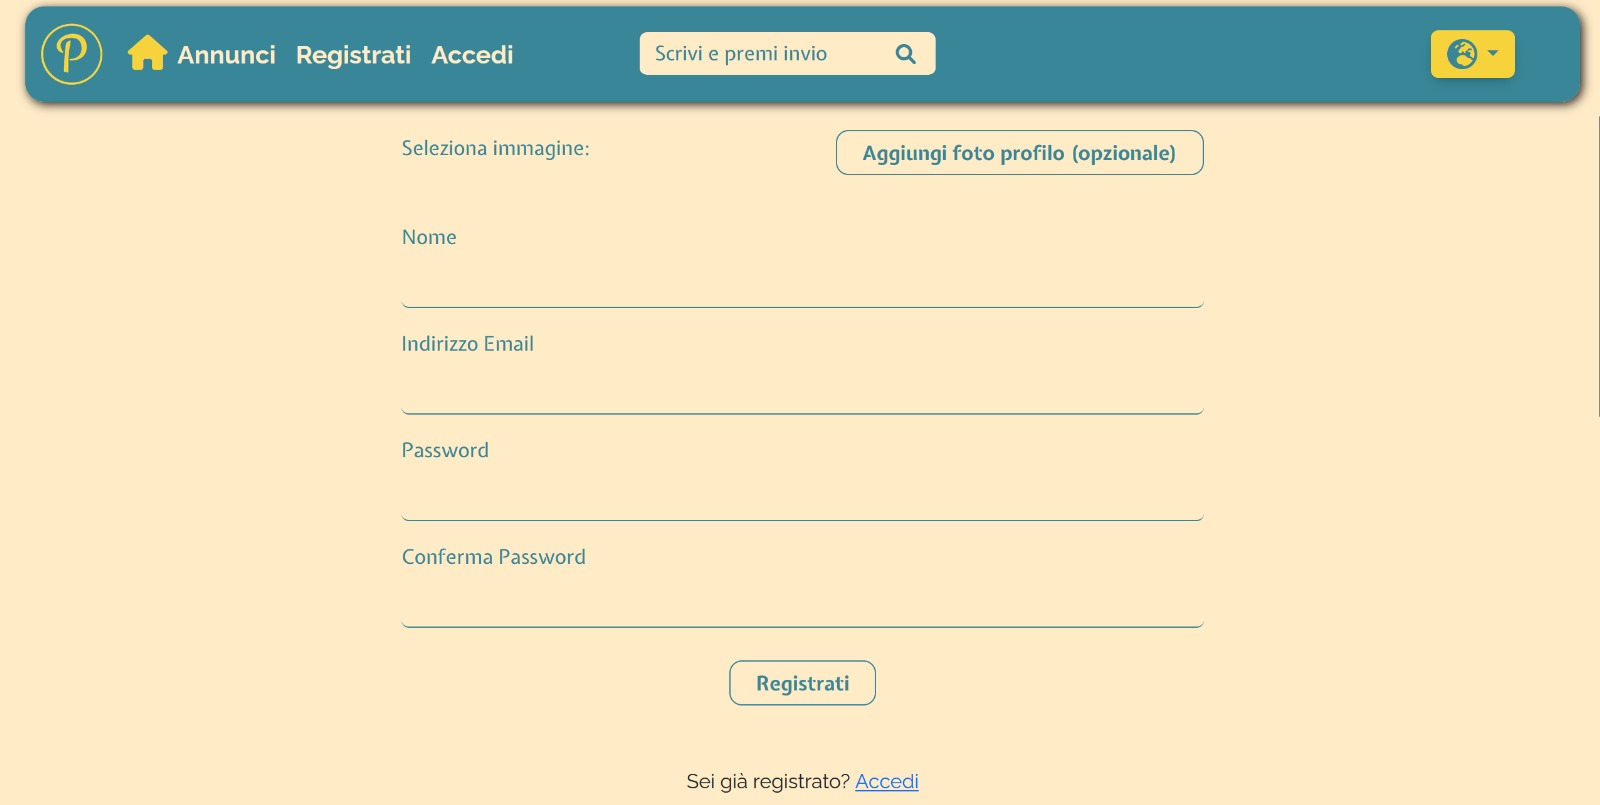 P
Annunci Registrati Accedi
Scrivi e premi invio
Seleziona immagine:
Aggiungi foto profilo (opzionale)
Nome
Indirizzo Email
Password
Conferma Password
Registrati
Sei già registrato? Accedi